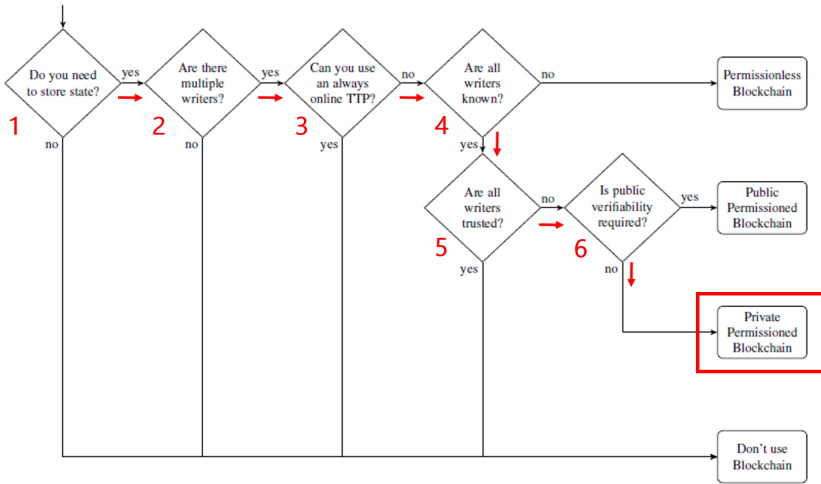 Do you need
to store state?
yes
Are there
multiple
writers?
yes
Can you use
an always
online TTP?
no
Are all
writers
known?
no
Permissionless
Blockchain
1
2
3
4
no
no
yes
yes
Are all
writers
trusted?
no
Is public
verifiability
required?
yes
Public
Permissioned
Blockchain
5
6
yes
no
Private
Permissioned
Blockchain
Don't use
Blockchain